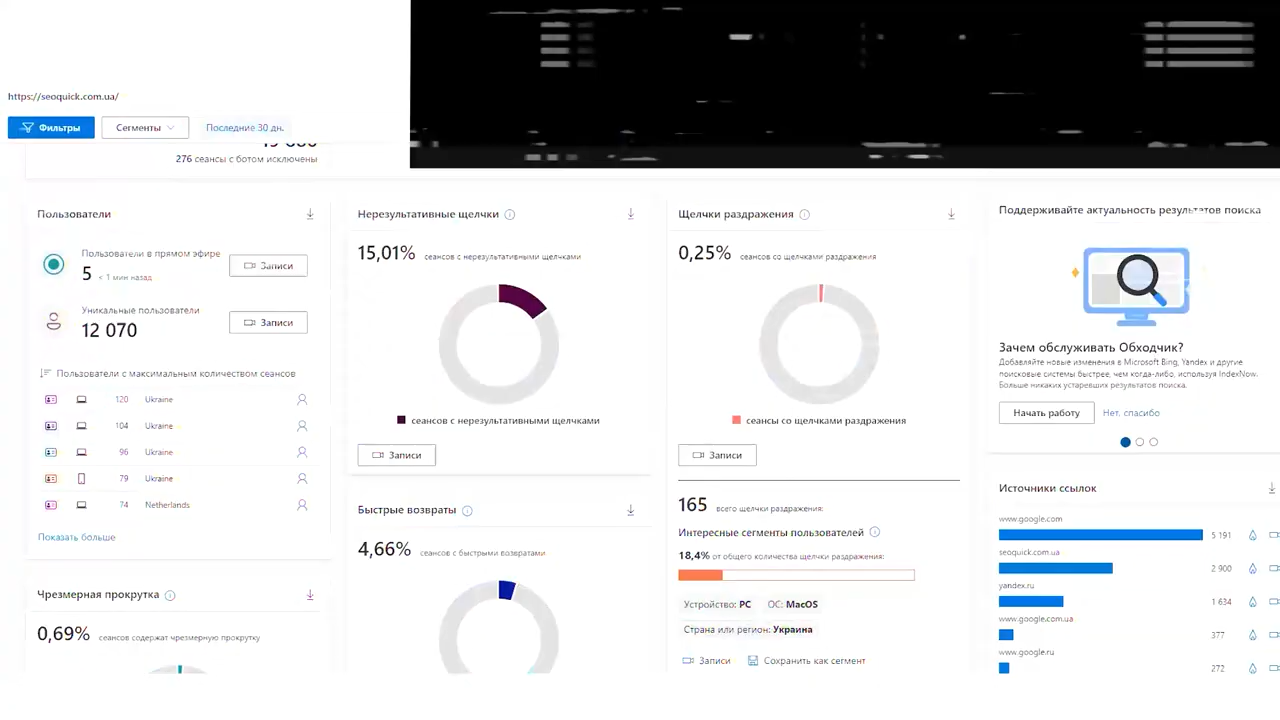 https://seoquick.com.ua/
Фильтры
Сегменты
Последние 30 дн.
276 сеансы с ботом исключены
Пользователи
Пользователи в прямом эфире
5 < 1 мин назад
Записи
Уникальные пользователи
12 070
Записи
Пользователи с максимальным количеством сеансов
120 Ukraine
104 Ukraine
96 Ukraine
79 Ukraine
74 Netherlands
Показать больше
Чрезмерная прокрутка
0,69% сеансов содержат чрезмерную прокрутку
Нерезультативные щелчки
15,01% сеансов с нерезультативными щелчками
сеансов с нерезультативными щелчками
Записи
Быстрые возвраты
4,66% сеансов с быстрыми возвратами
Щелчки раздражения
0,25% сеансов со щелчками раздражения
сеансы со щелчками раздражения
Записи
165 всего щелчки раздражения:
Интересные сегменты пользователей
18,4% от общего количества щелчки раздражения:
Устройство: PC
ОС: MacOS
Страна или регион: Украина
Записи
Сохранить как сегмент
Поддерживайте актуальность результатов поиска
Зачем обслуживать Обходчик?
Добавляйте новые изменения в Microsoft Bing, Yandex и другие
поисковые системы быстрее, чем когда-либо, используя IndexNow.
Больше никаких устаревших результатов поиска.
Начать работу
Нет, спасибо
Источники ссылок
www.google.com
5 191
seoquick.com.ua
2 900
yandex.ru
1 634
www.google.com.ua
377
www.google.ru
272